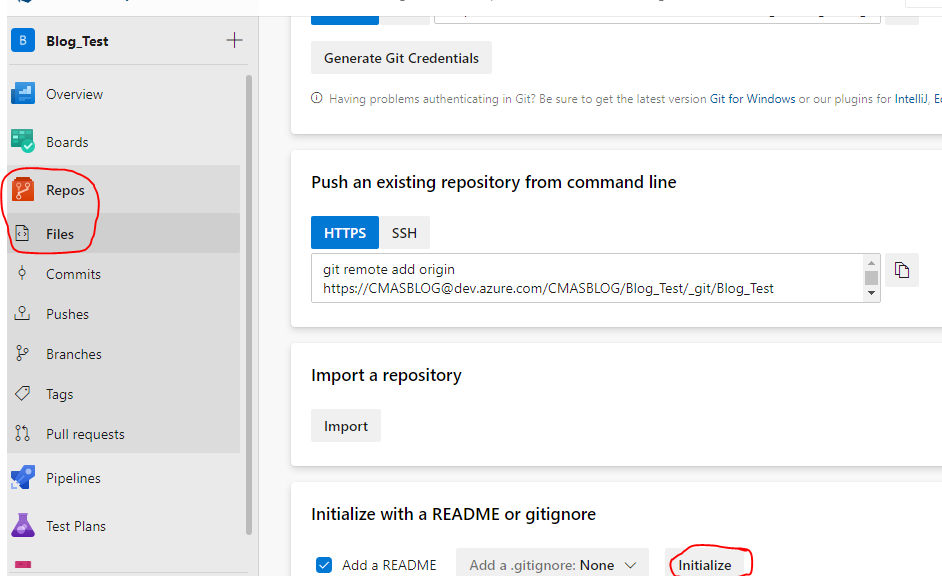 B Blog_Test
Overview
Boards
Repos
Files
Commits
Pushes
Branches
Tags
Pull requests
Pipelines
Test Plans
Generate Git Credentials
Having problems authenticating in Git? Be sure to get the latest version Git for Windows or our plugins for IntelliJ,
Push an existing repository from command line
HTTPS SSH
git remote add origin
https://CMASBLOG@dev.azure.com/CMASBLOG/Blog_Test/_git/Blog_Test
Import a repository
Import
Initialize with a README or gitignore
Add a README Add a .gitignore: None Initialize